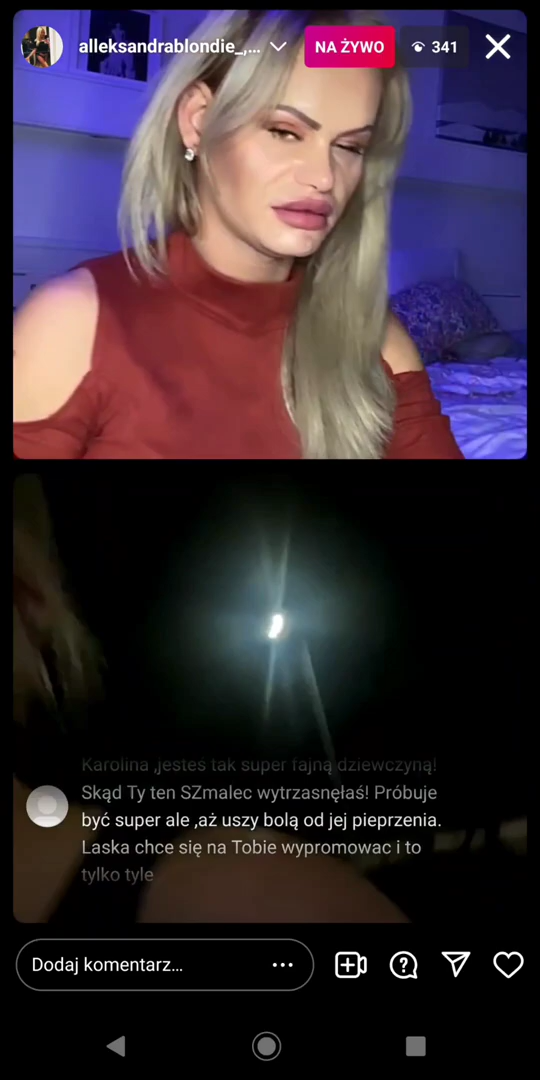 alleksandrablondie_,...
NA ŻYWO
341
Karolina ,jesteś tak super fajną dziewczyną!
Skąd Ty ten SZmalec wytrzasnęłaś! Próbuje
być super ale ,aż uszy bolą od jej pieprzenia.
Laska chce się na Tobie wypromowac i to
tylko tyle
Dodaj komentarz...